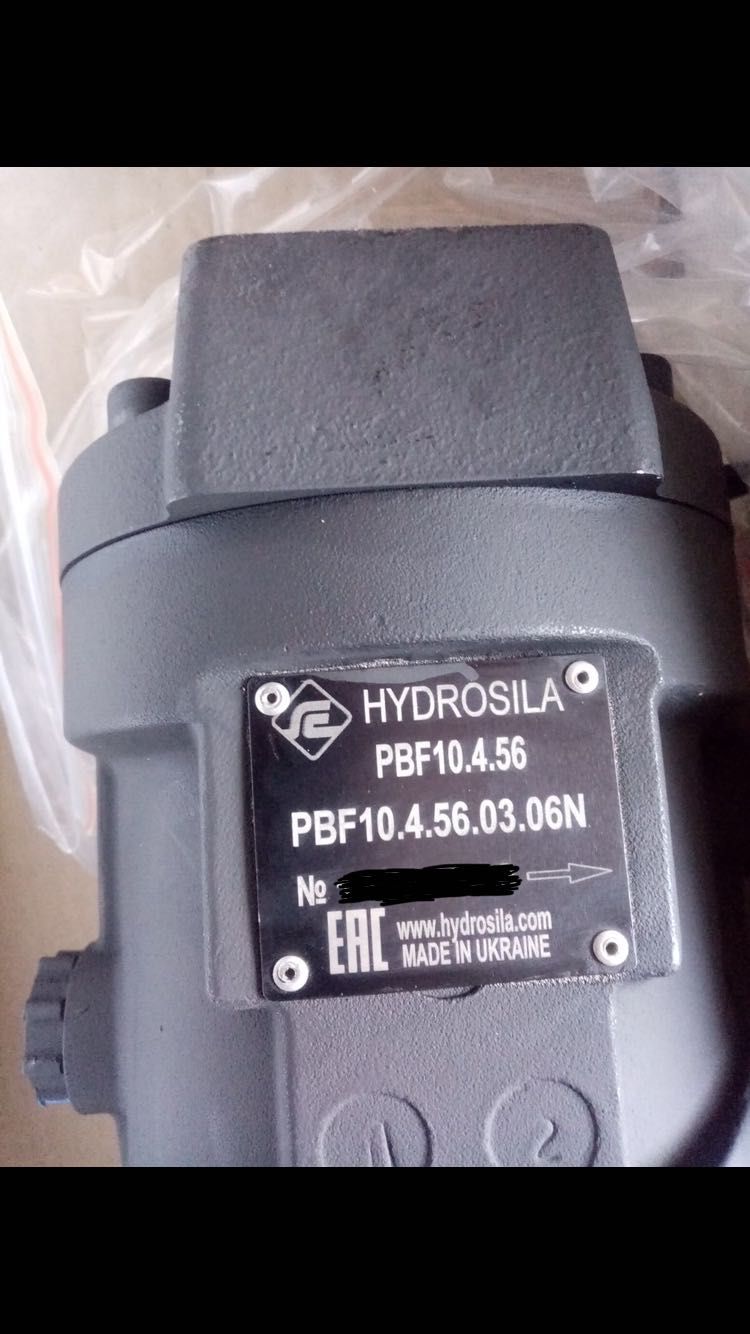 HYDROSILA
PBF10.4.56
PBF10.4.56.03.06N
№
EAC www.hydrosila.com
MADE IN UKRAINE
1 2